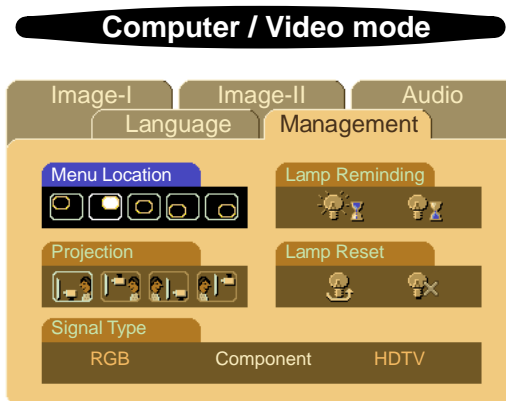 Computer / Video mode
Image-I Image-II Audio
Language Management
Menu Location Lamp Reminding
Projection Lamp Reset
Signal Type
RGB Component HDTV